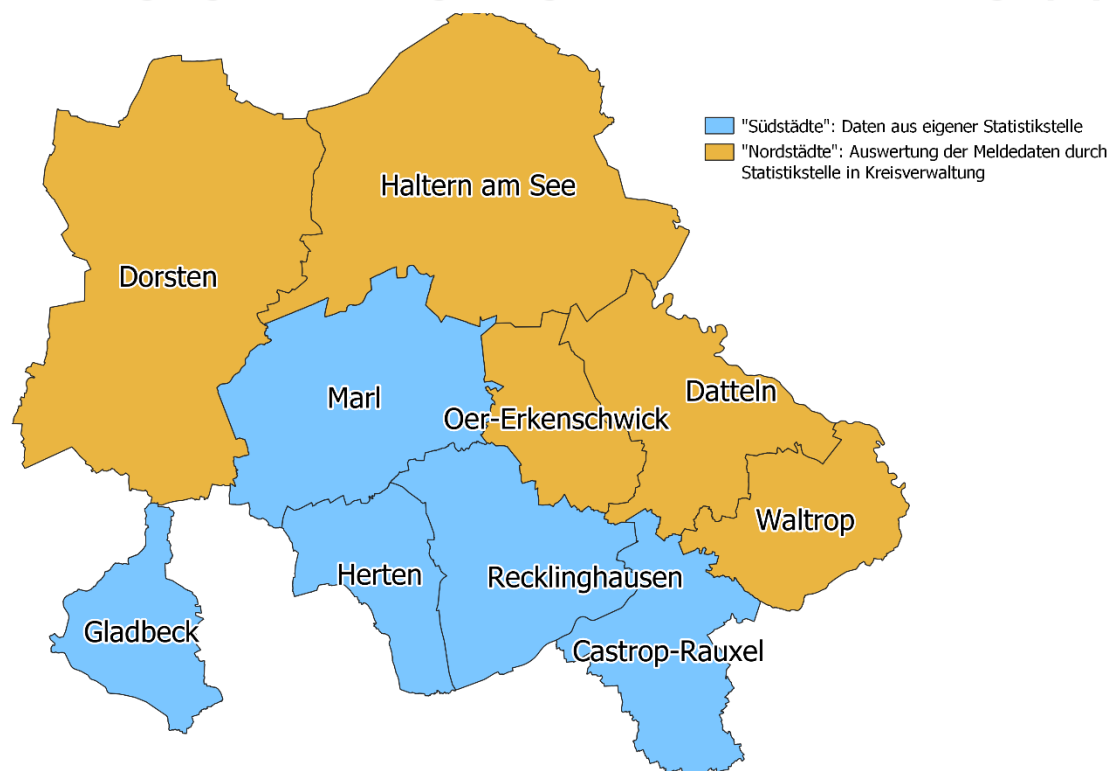 "Südstädte": Daten aus eigener Statistikstelle
"Nordstädte": Auswertung der Meldedaten durch
Statistikstelle in Kreisverwaltung
Haltern am See
Dorsten
Marl
Datteln
Oer-Erkenschwick
Waltrop
Herten
Recklinghausen
Gladbeck
Castrop-Rauxel